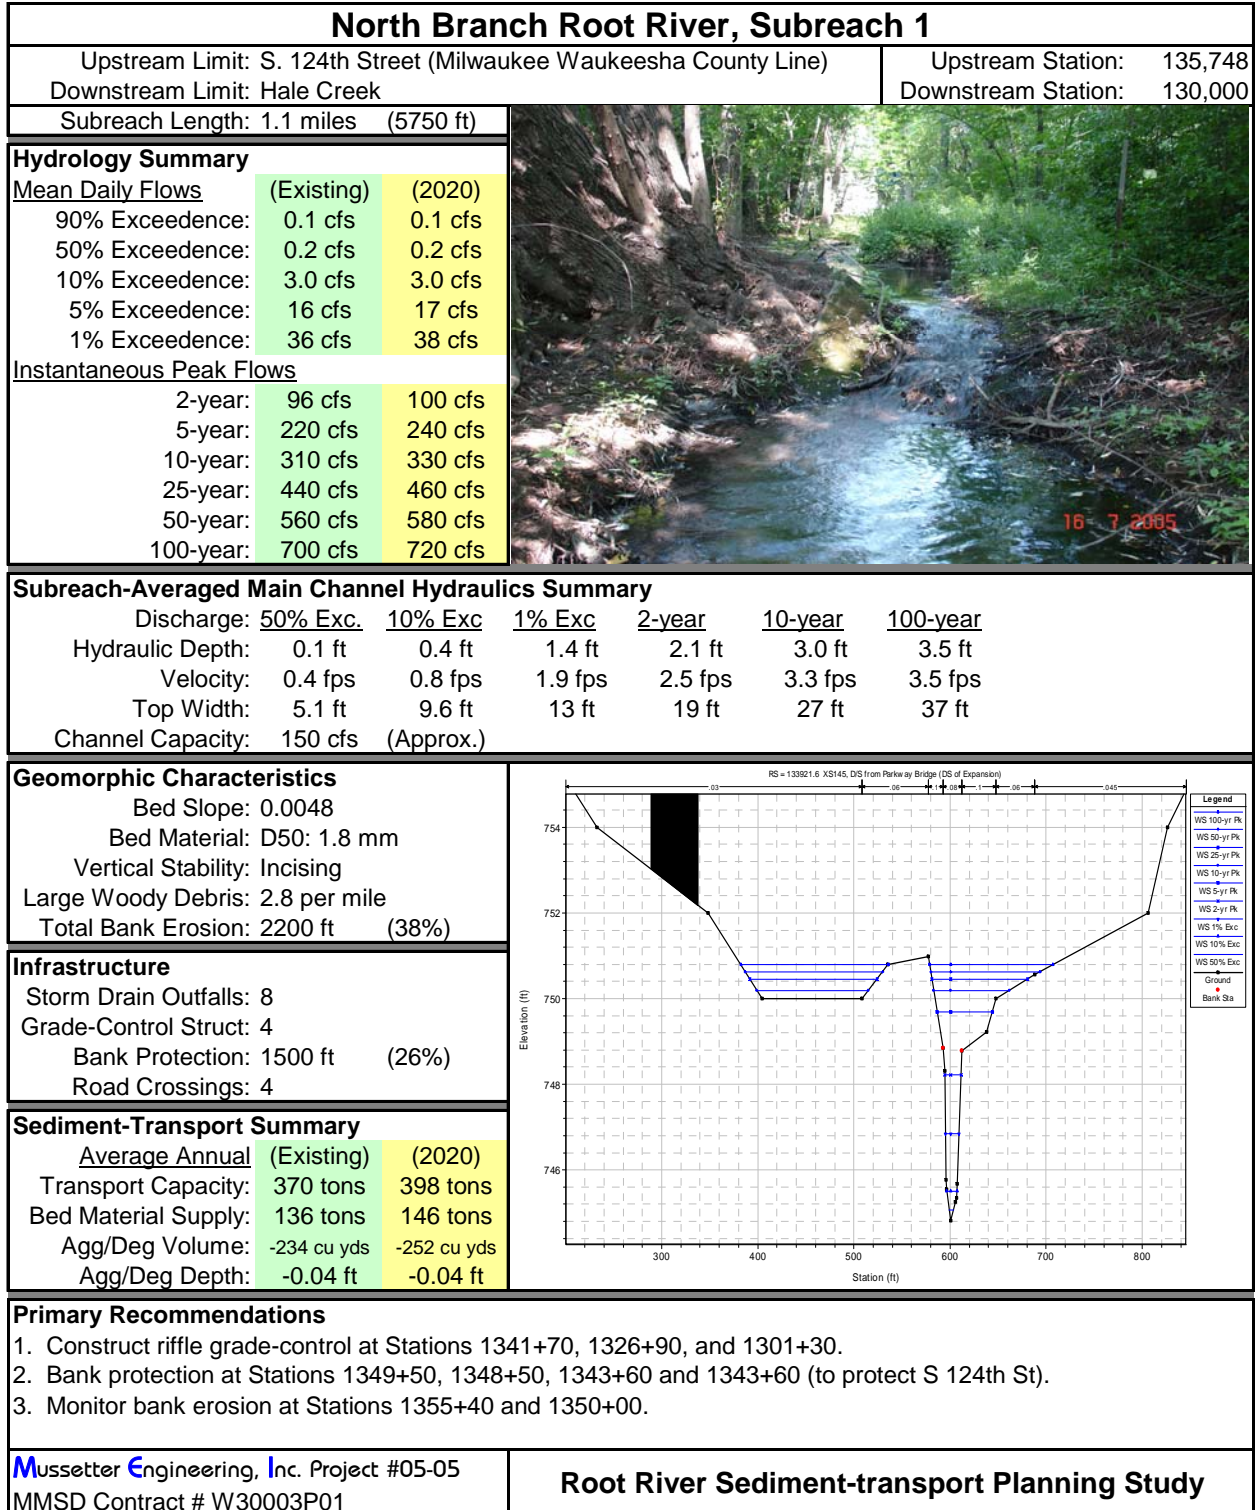 North Branch Root River, Subreach 1
Upstream Limit: S. 124th Street (Milwaukee Waukeesha County Line)
Upstream Station: 135,748
Downstream Limit: Hale Creek
Downstream Station: 130,000
Subreach Length: 1.1 miles (5750 ft)
Hydrology Summary
Mean Daily Flows (Existing) (2020)
90% Exceedence: 0.1 cfs 0.1 cfs
50% Exceedence: 0.2 cfs 0.2 cfs
10% Exceedence: 3.0 cfs 3.0 cfs
5% Exceedence: 16 cfs 17 cfs
1% Exceedence: 36 cfs 38 cfs
Instantaneous Peak Flows
2-year: 96 cfs 100 cfs
5-year: 220 cfs 240 cfs
10-year: 310 cfs 330 cfs
25-year: 440 cfs 460 cfs
50-year: 560 cfs 580 cfs
100-year: 700 cfs 720 cfs
16 7 2005
Subreach-Averaged Main Channel Hydraulics Summary
Discharge: 50% Exc. 10% Exc 1% Exc 2-year 10-year 100-year
Hydraulic Depth: 0.1 ft 0.4 ft 1.4 ft 2.1 ft 3.0 ft 3.5 ft
Velocity: 0.4 fps 0.8 fps 1.9 fps 2.5 fps 3.3 fps 3.5 fps
Top Width: 5.1 ft 9.6 ft 13 ft 19 ft 27 ft 37 ft
Channel Capacity: 150 cfs (Approx.)
Geomorphic Characteristics
Bed Slope: 0.0048
Bed Material: D50: 1.8 mm
Vertical Stability: Incising
Large Woody Debris: 2.8 per mile
Total Bank Erosion: 2200 ft (38%)
Infrastructure
Storm Drain Outfalls: 8
Grade-Control Struct: 4
Bank Protection: 1500 ft (26%)
Road Crossings: 4
Sediment-Transport Summary
Average Annual (Existing) (2020)
Transport Capacity: 370 tons 398 tons
Bed Material Supply: 136 tons 146 tons
Agg/Deg Volume: -234 cu yds -252 cu yds
Agg/Deg Depth: -0.04 ft -0.04 ft
RS = 133921.6 XS145, D/S from Parkway Bridge (DS of Expansion)
.03 .06 .1 .08 .1 .06 .045
754
752
750
748
746
Elevation (ft)
300 400 500 600 700 800
Station (ft)
Legend
WS 100-yr Pk
WS 50-yr Pk
WS 25-yr Pk
WS 10-yr Pk
WS 5-yr Pk
WS 2-yr Pk
WS 1% Exc
WS 10% Exc
WS 50% Exc
Ground
Bank Sta
Primary Recommendations
1. Construct riffle grade-control at Stations 1341+70, 1326+90, and 1301+30.
2. Bank protection at Stations 1349+50, 1348+50, 1343+60 and 1343+60 (to protect S 124th St).
3. Monitor bank erosion at Stations 1355+40 and 1350+00.
Mussetter Engineering, Inc. Project #05-05
MMSD Contract # W30003P01
Root River Sediment-transport Planning Study